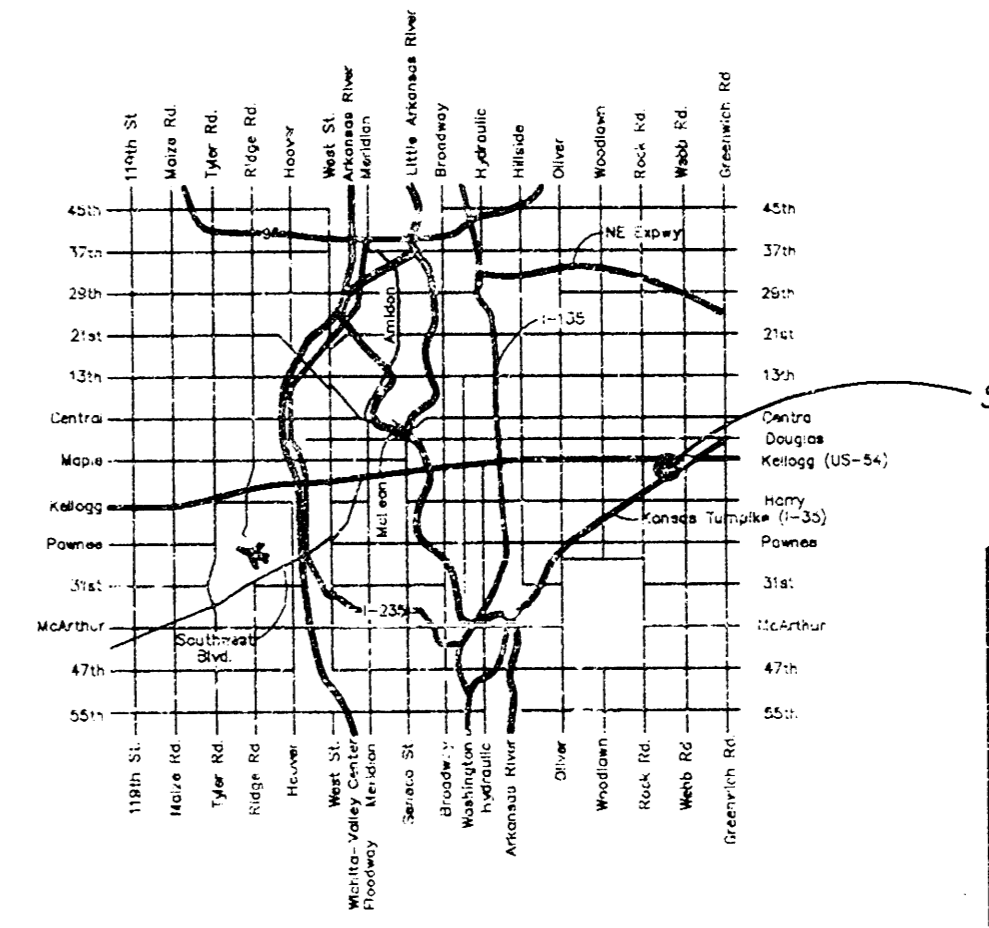 119th St
Maize Rd.
Tyler Rd.
Ridge Rd.
Hoover
West St.
Arkansas River
Meridian
Little Arkansas River
Broadway
Hydraulic
Hillside
Oliver
Woodlawn
Rock Rd.
Webb Rd.
Greenwich Rd
45th
45th
37th
NE Expwy
37th
29th
29th
Amidon
21st
I-135
21st
13th
13th
Central
Central
Douglas
Maple
Kellogg (US-54)
McLean
Kellogg
Harry
Kansas Turnpike (I-35)
Pawnee
Pawnee
31st
31st
I-235
McArthur
McArthur
Southwest
Blvd.
47th
47th
55th
55th
119th St.
Maize Rd.
Tyler Rd.
Ridge Rd
Hoover
West St.
Wichita-Valley Center
Floodway
Meridian
Seneca St
Broadway
Washington
Hydraulic
Arkansas River
Oliver
Woodlawn
Rock Rd.
Webb Rd
Greenwich Rd.